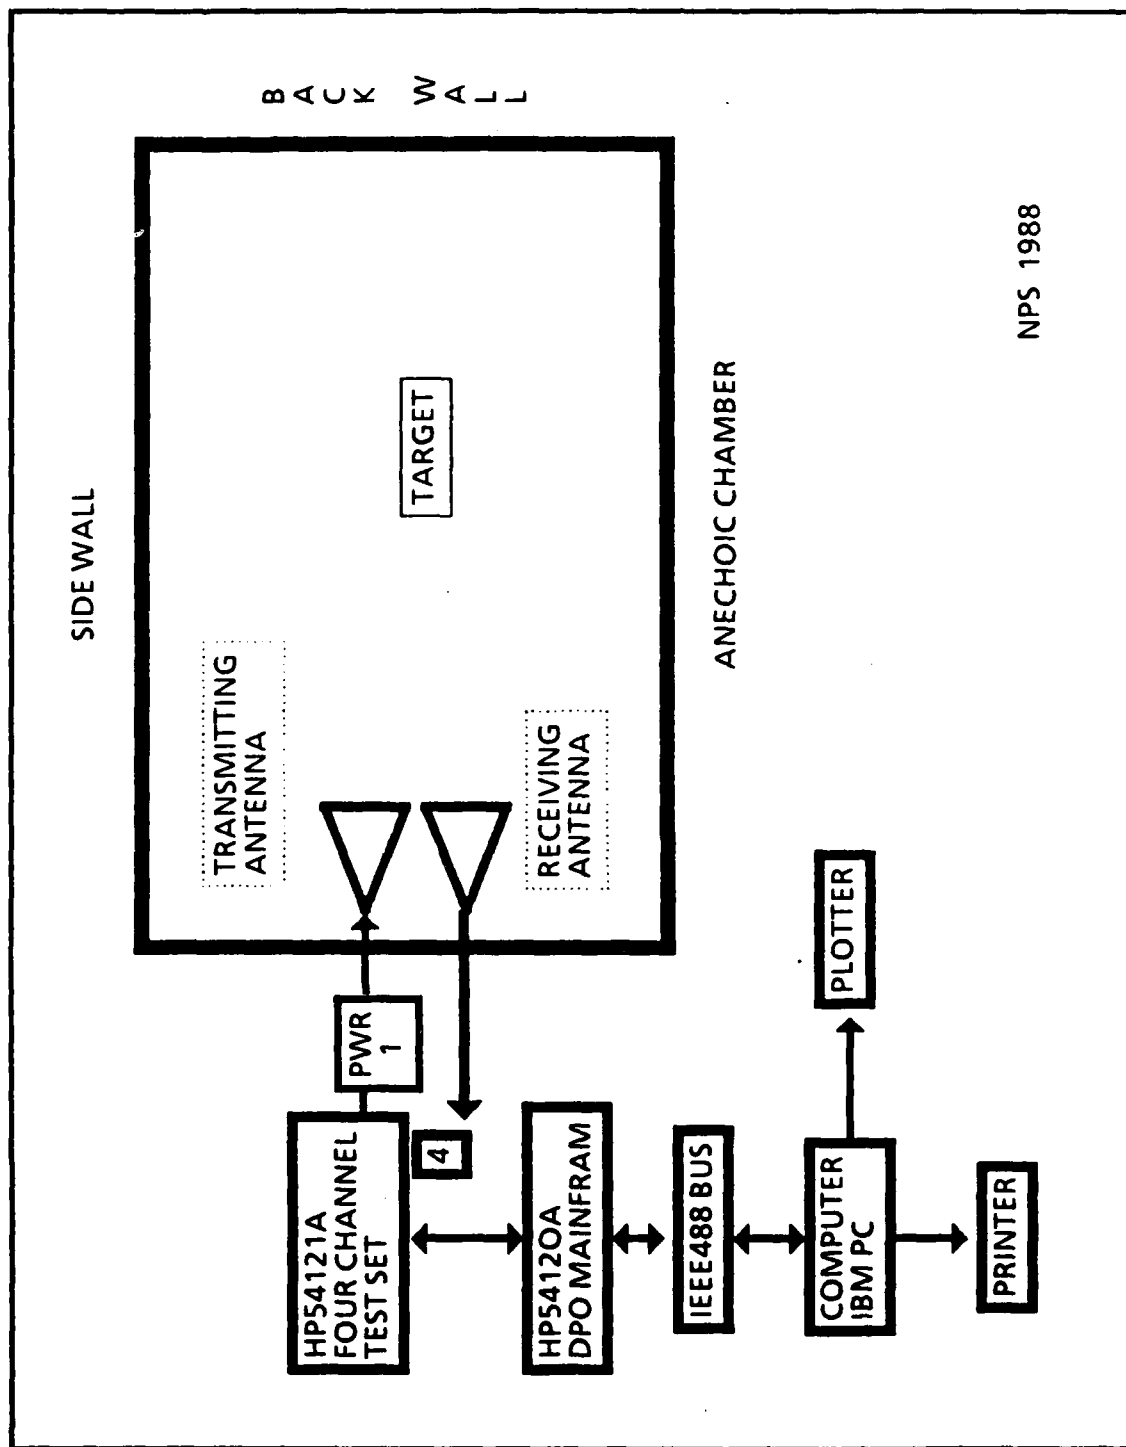 SIDE WALL
TRANSMITTING
ANTENNA
TARGET
RECEIVING
ANTENNA
BACK WALL
ANECHOIC CHAMBER
PWR
1
4
HP54121A
FOUR CHANNEL
TEST SET
HP5412OA
DPO MAINFRAM
IEEE488 BUS
COMPUTER
IBM PC
PLOTTER
PRINTER
NPS 1988